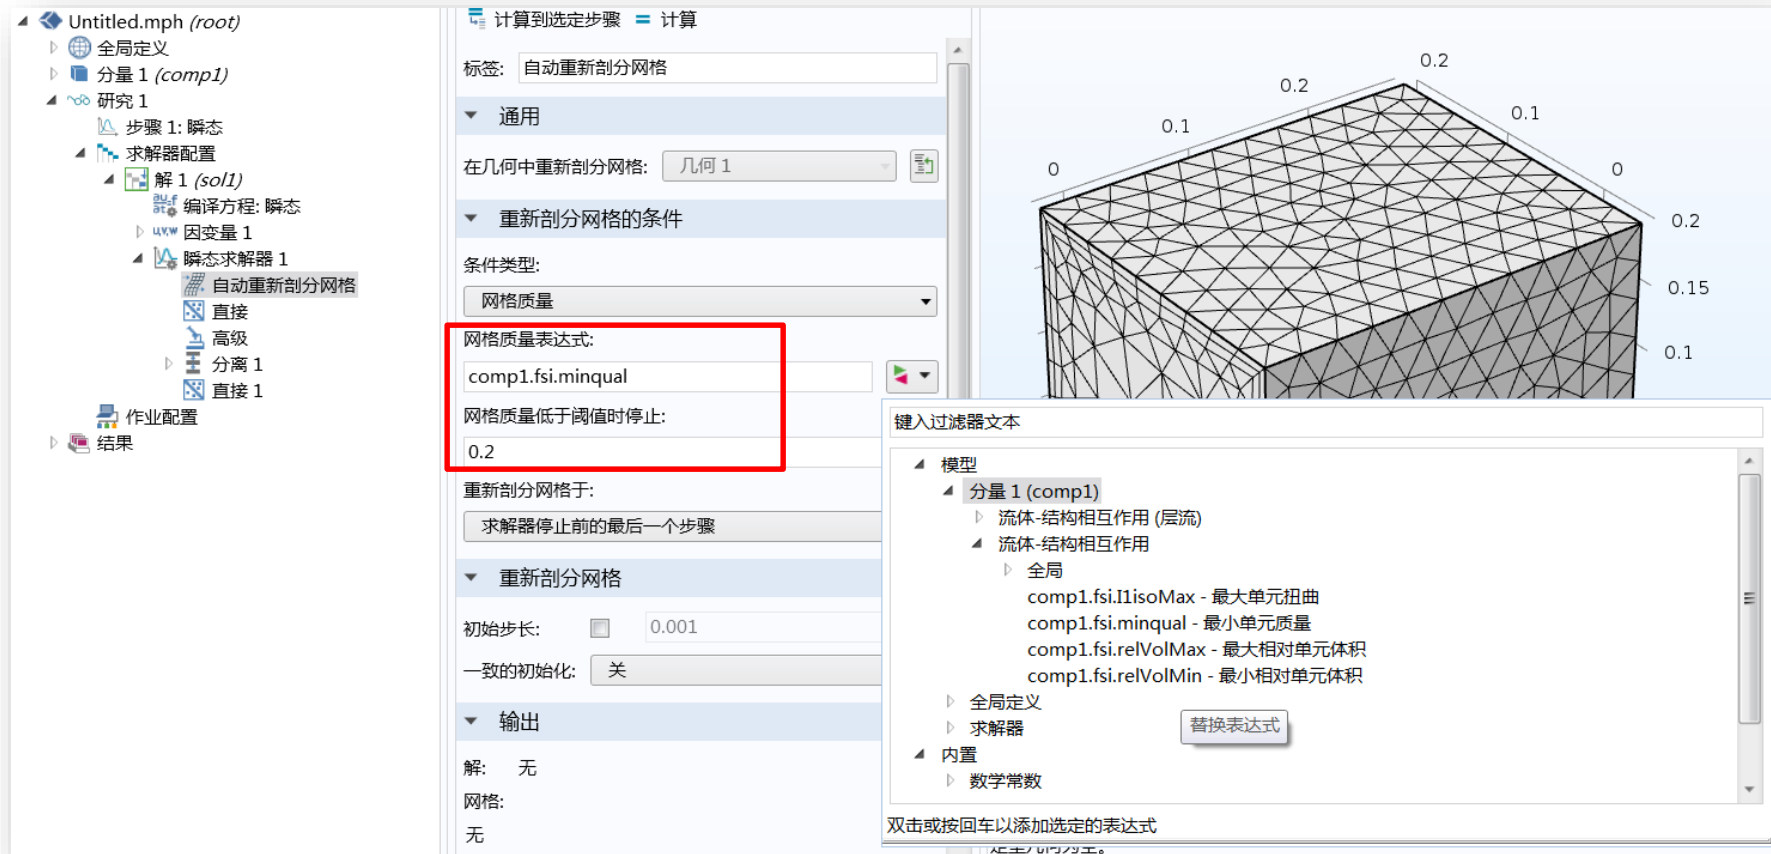 Untitled.mph (root)
全局定义
分量 1 (comp1)
研究 1
步骤 1: 瞬态
求解器配置
解 1 (sol1)
编译方程: 瞬态
因变量 1
瞬态求解器 1
自动重新剖分网格
直接
高级
分离 1
直接 1
作业配置
结果
计算到选定步骤 = 计算
标签: 自动重新剖分网格
通用
在几何中重新剖分网格: 几何 1
重新剖分网格的条件
条件类型:
网格质量
网格质量表达式:
comp1.fsi.minqual
网格质量低于阈值时停止:
0.2
重新剖分网格于:
求解器停止前的最后一个步骤
重新剖分网格
初始步长: 0.001
一致的初始化: 关
输出
解: 无
网格:
无
0.2
0.2
0.1
0.1
0
0
0.2
0.15
0.1
键入过滤器文本
模型
分量 1 (comp1)
流体-结构相互作用 (层流)
流体-结构相互作用
全局
comp1.fsi.I1isoMax - 最大单元扭曲
comp1.fsi.minqual - 最小单元质量
comp1.fsi.relVolMax - 最大相对单元体积
comp1.fsi.relVolMin - 最小相对单元体积
全局定义
求解器
替换表达式
内置
数学常数
双击或按回车以添加选定的表达式